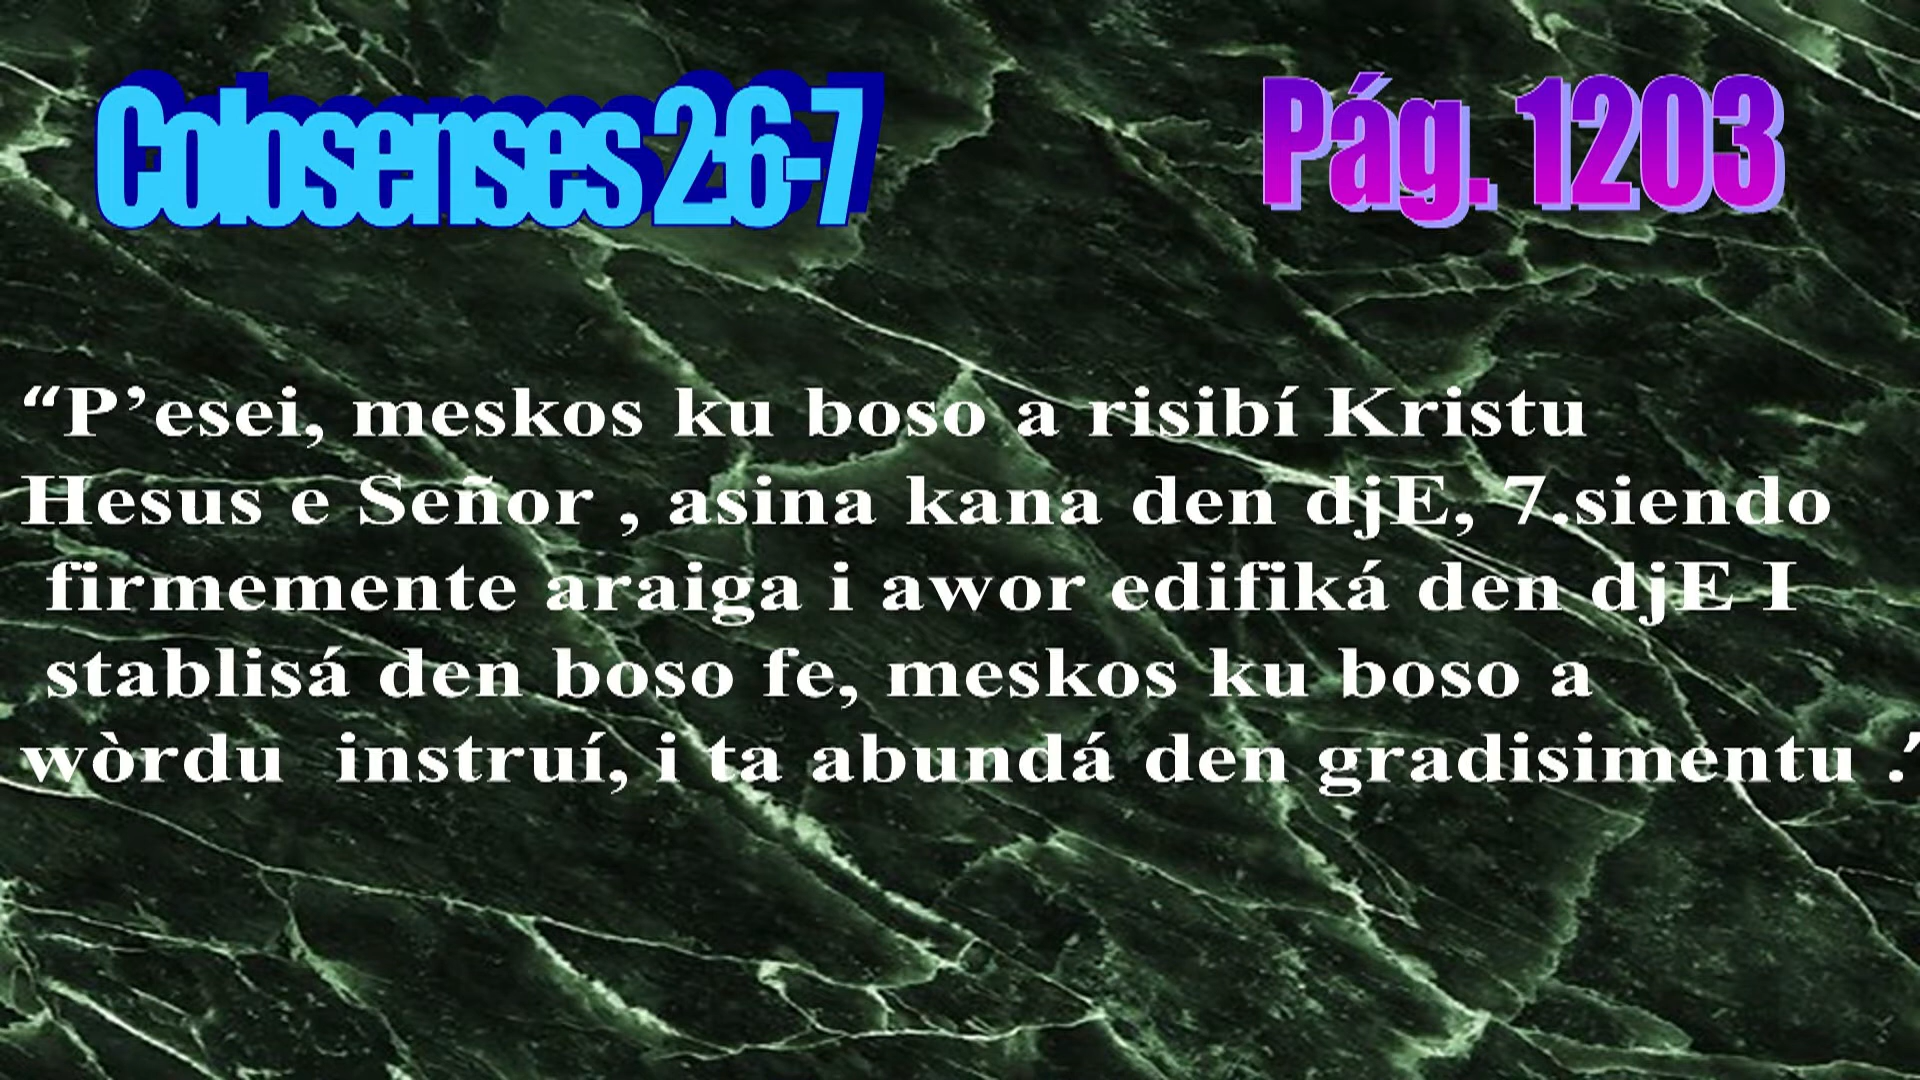 Colosenses 2:6-7
Pág. 1203
“P’esei, meskos ku boso a risibí Kristu
Hesus e Señor , asina kana den djE, 7.siendo
firmemente araiga i awor edifiká den djE I
stablisá den boso fe, meskos ku boso a
wòrdu instruí, i ta abundá den gradisimentu .”